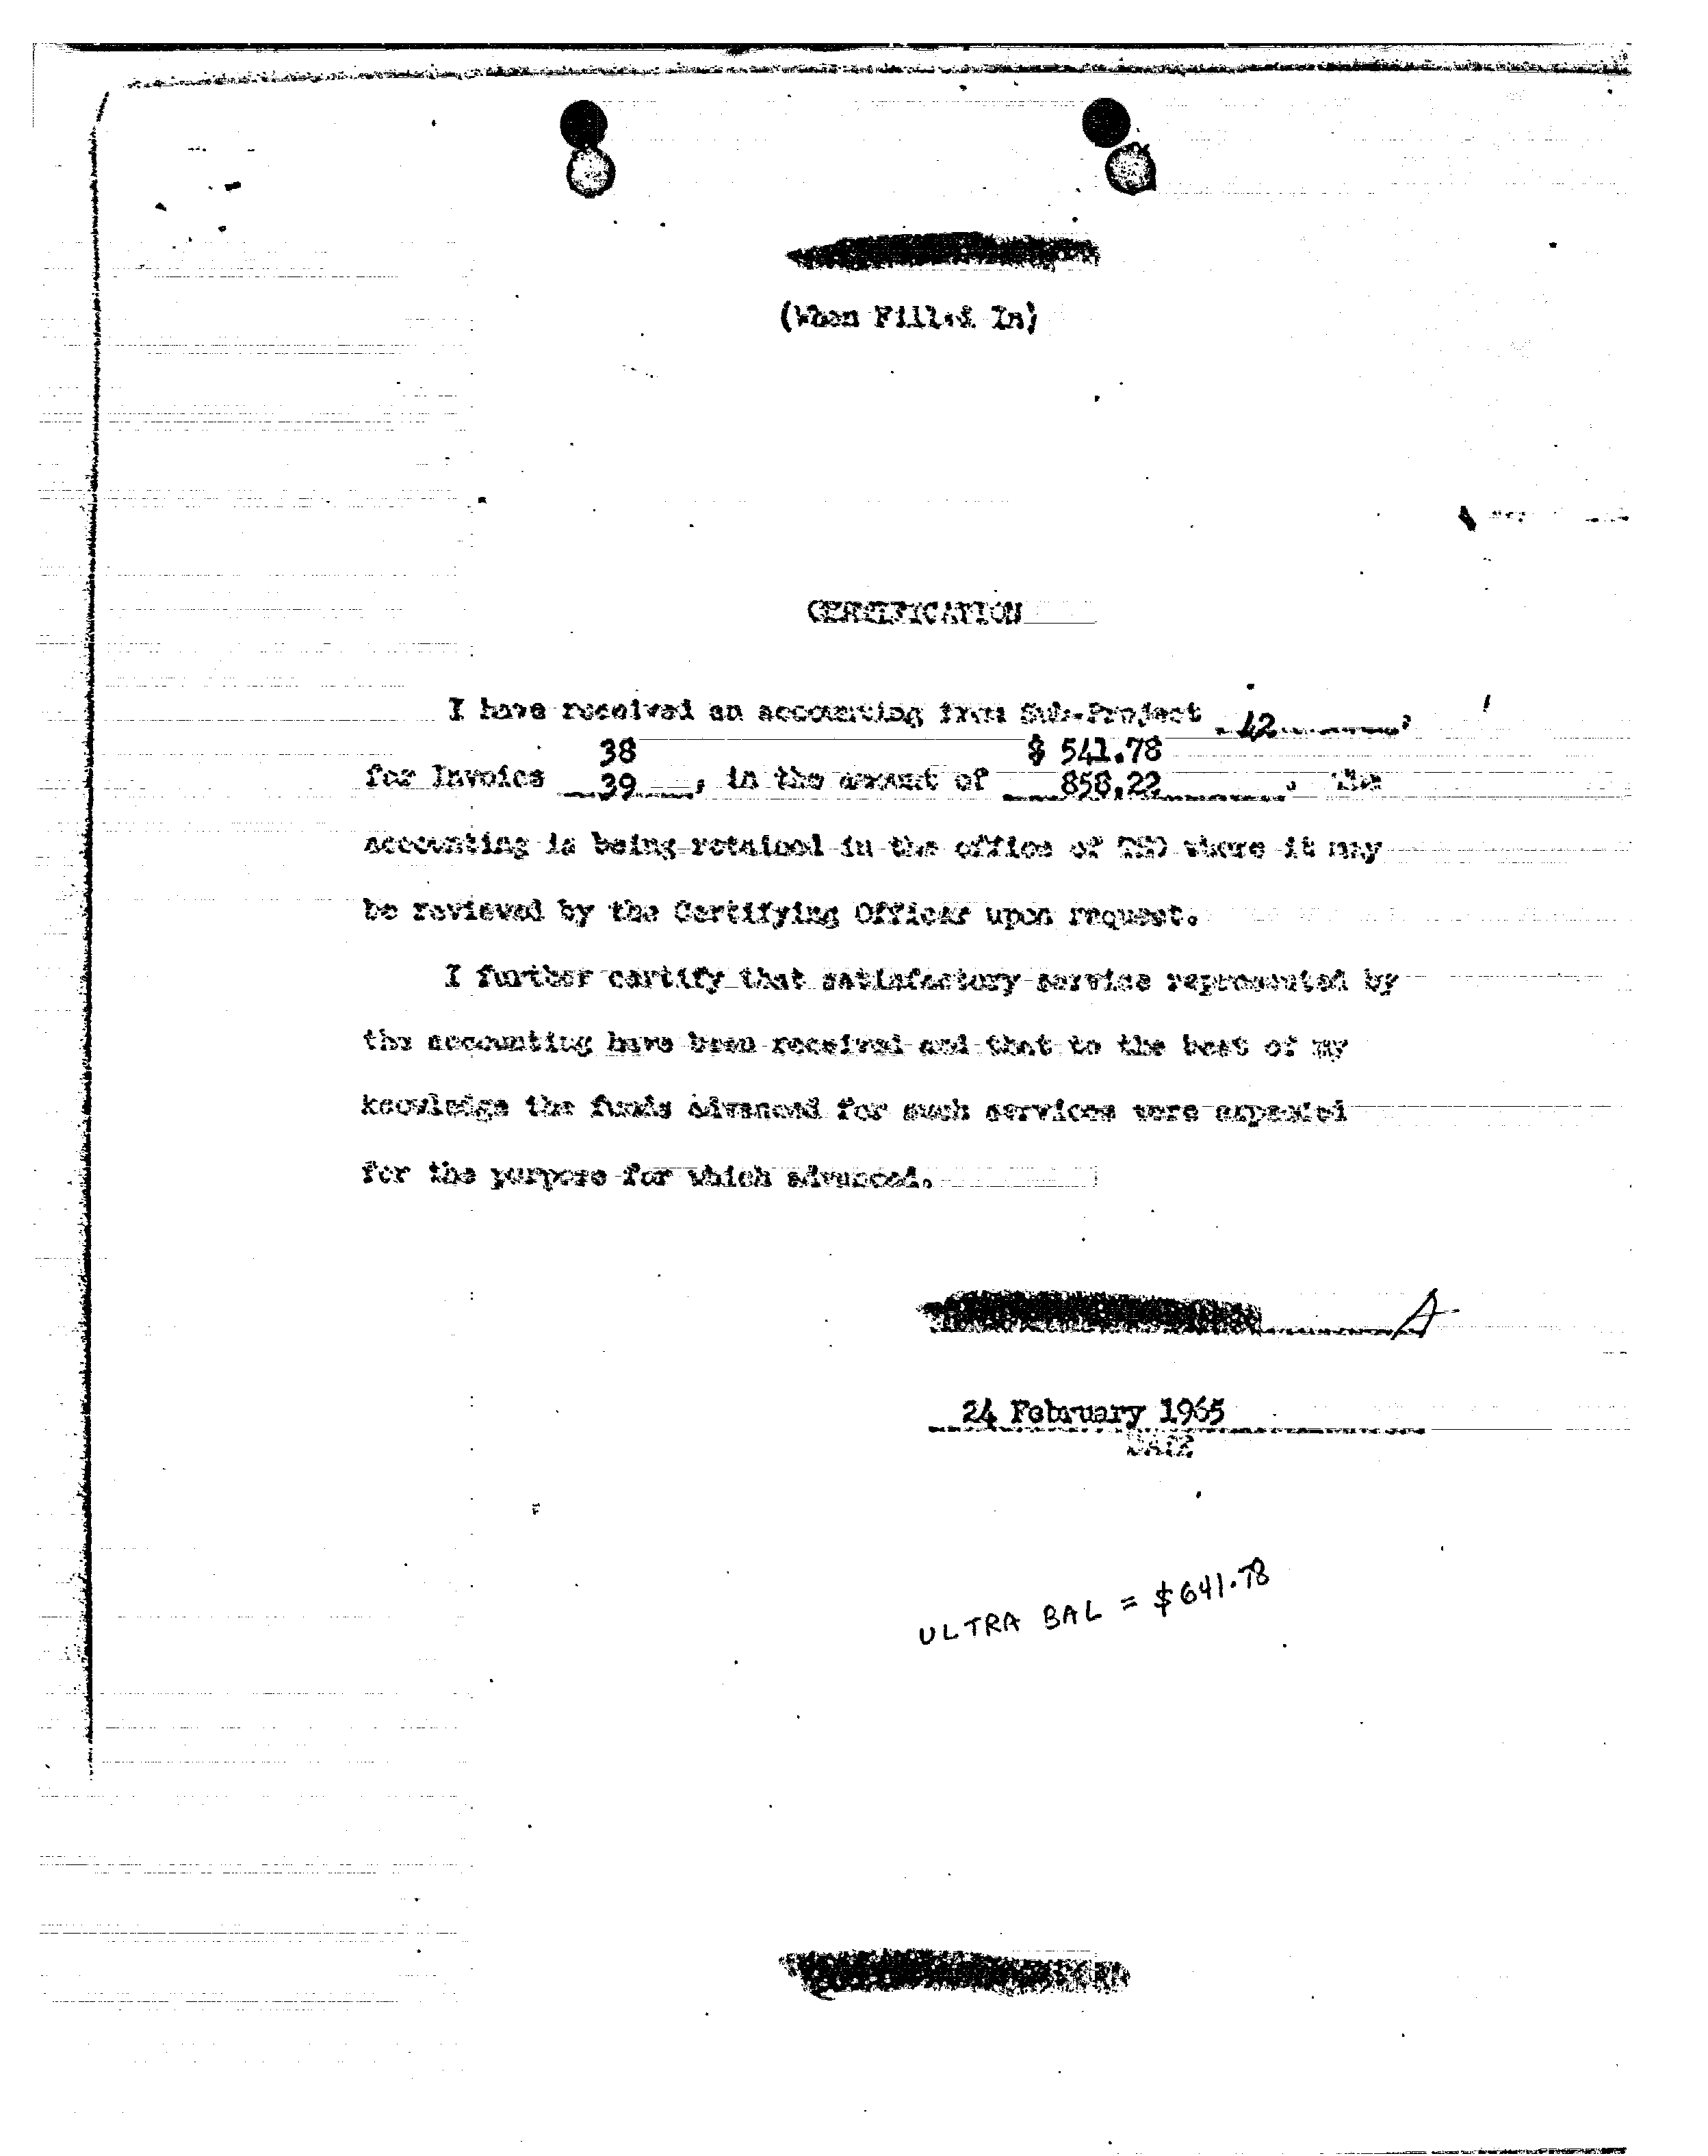 (When Filled In)
CERTIFICATION
I have received an accounting from Sub-Project 42,
38 $ 541.78
for Invoice 39, in the amount of 858.22. The
accounting is being retained in the office of TSD where it may
be reviewed by the Certifying Officer upon request.
I further certify that satisfactory service represented by
the accounting have been received and that to the best of my
knowledge the funds advanced for such services were expended
for the purpose for which advanced.
A
24 February 1965
DATE
ULTRA BAL = $641.78